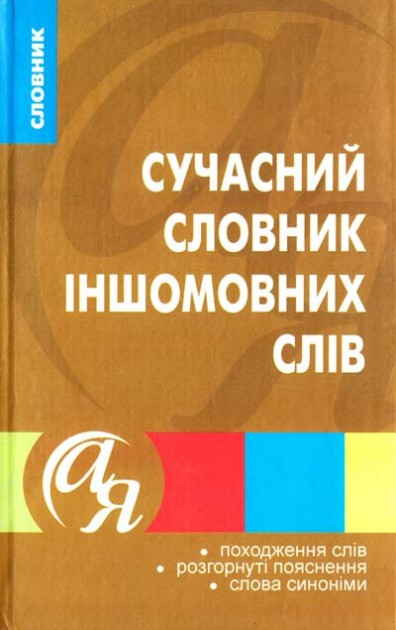 СЛОВНИК
СУЧАСНИЙ
СЛОВНИК
ІНШОМОВНИХ
СЛІВ
а
Я
• походження слів
• розгорнуті пояснення
• слова синоніми